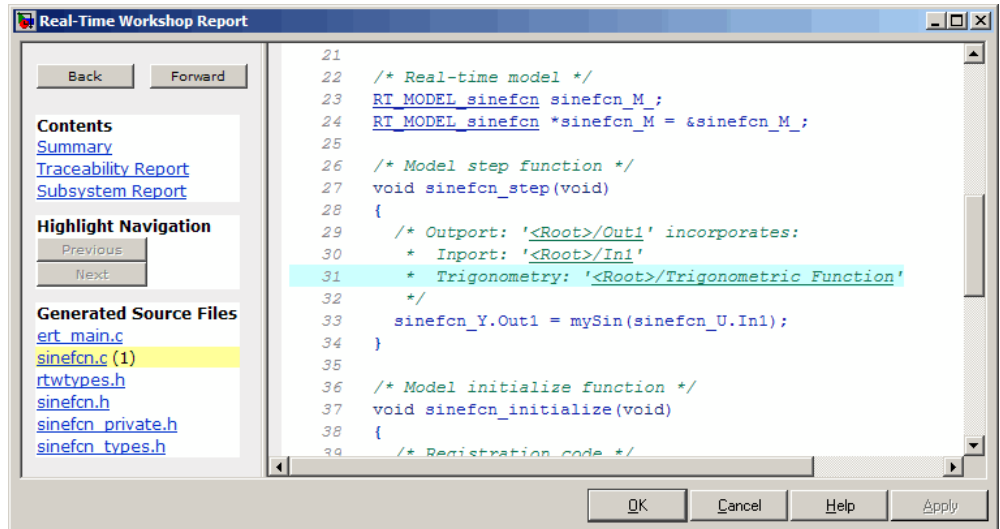 Real-Time Workshop Report
Back Forward
Contents
Summary
Traceability Report
Subsystem Report
Highlight Navigation
Previous
Next
Generated Source Files
ert_main.c
sinefcn.c (1)
rtwtypes.h
sinefcn.h
sinefcn_private.h
sinefcn_types.h
21
22 /* Real-time model */
23 RT_MODEL_sinefcn sinefcn_M_;
24 RT_MODEL_sinefcn *sinefcn_M = &sinefcn_M_;
25
26 /* Model step function */
27 void sinefcn_step(void)
28 {
29 /* Outport: '<Root>/Out1' incorporates:
30 * Inport: '<Root>/In1'
31 * Trigonometry: '<Root>/Trigonometric Function'
32 */
33 sinefcn_Y.Out1 = mySin(sinefcn_U.In1);
34 }
35
36 /* Model initialize function */
37 void sinefcn_initialize(void)
38 {
39 /* Registration code */
OK Cancel Help Apply